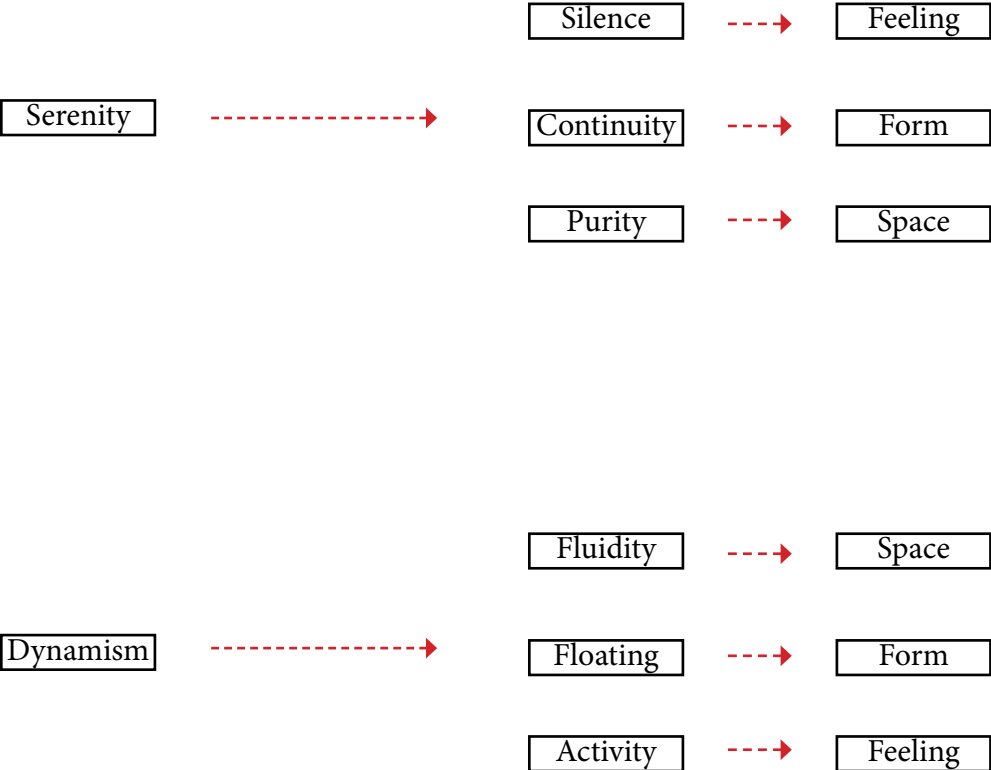 Silence
Feeling
Serenity
Continuity
Form
Purity
Space
Fluidity
Space
Dynamism
Floating
Form
Activity
Feeling